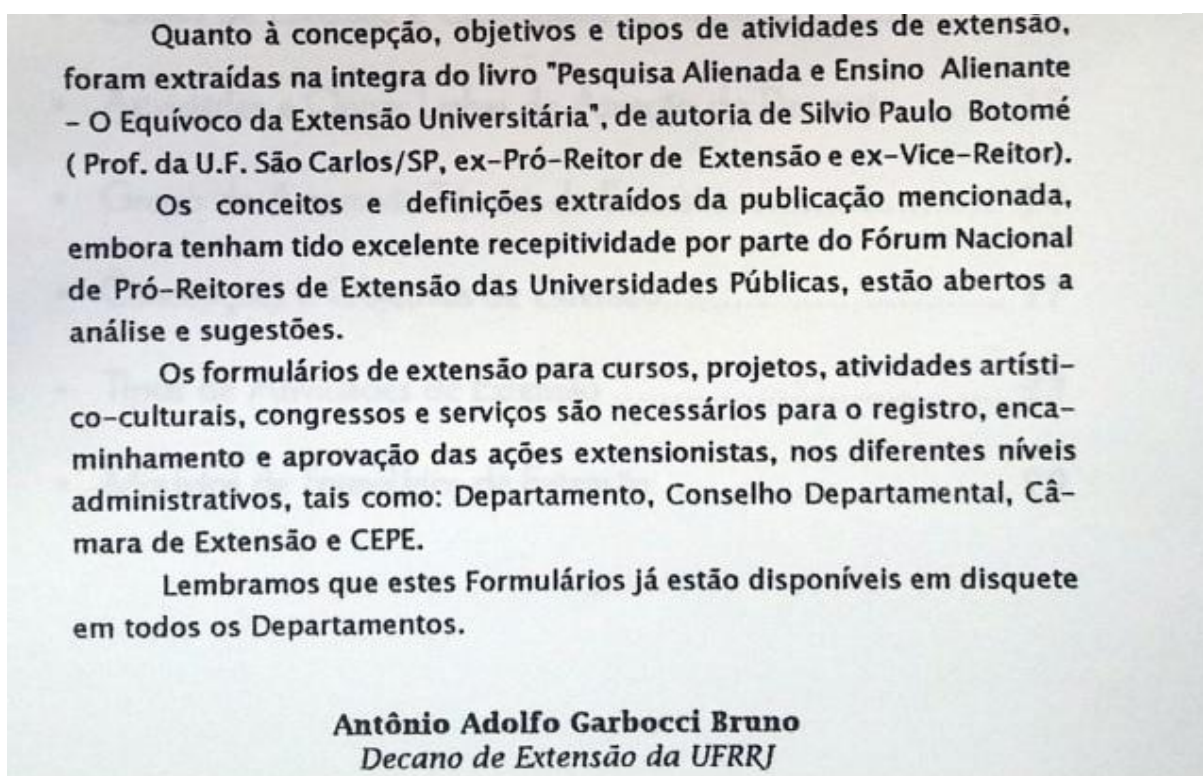 Quanto à concepção, objetivos e tipos de atividades de extensão,
foram extraídas na integra do livro "Pesquisa Alienada e Ensino Alienante
– O Equívoco da Extensão Universitária", de autoria de Silvio Paulo Botomé
( Prof. da U.F. São Carlos/SP, ex–Pró–Reitor de Extensão e ex–Vice–Reitor).
Os conceitos e definições extraídos da publicação mencionada,
embora tenham tido excelente recepitividade por parte do Fórum Nacional
de Pró–Reitores de Extensão das Universidades Públicas, estão abertos a
análise e sugestões.
Os formulários de extensão para cursos, projetos, atividades artísti–
co–culturais, congressos e serviços são necessários para o registro, enca–
minhamento e aprovação das ações extensionistas, nos diferentes níveis
administrativos, tais como: Departamento, Conselho Departamental, Câ–
mara de Extensão e CEPE.
Lembramos que estes Formulários já estão disponíveis em disquete
em todos os Departamentos.
Antônio Adolfo Garbocci Bruno
Decano de Extensão da UFRRJ